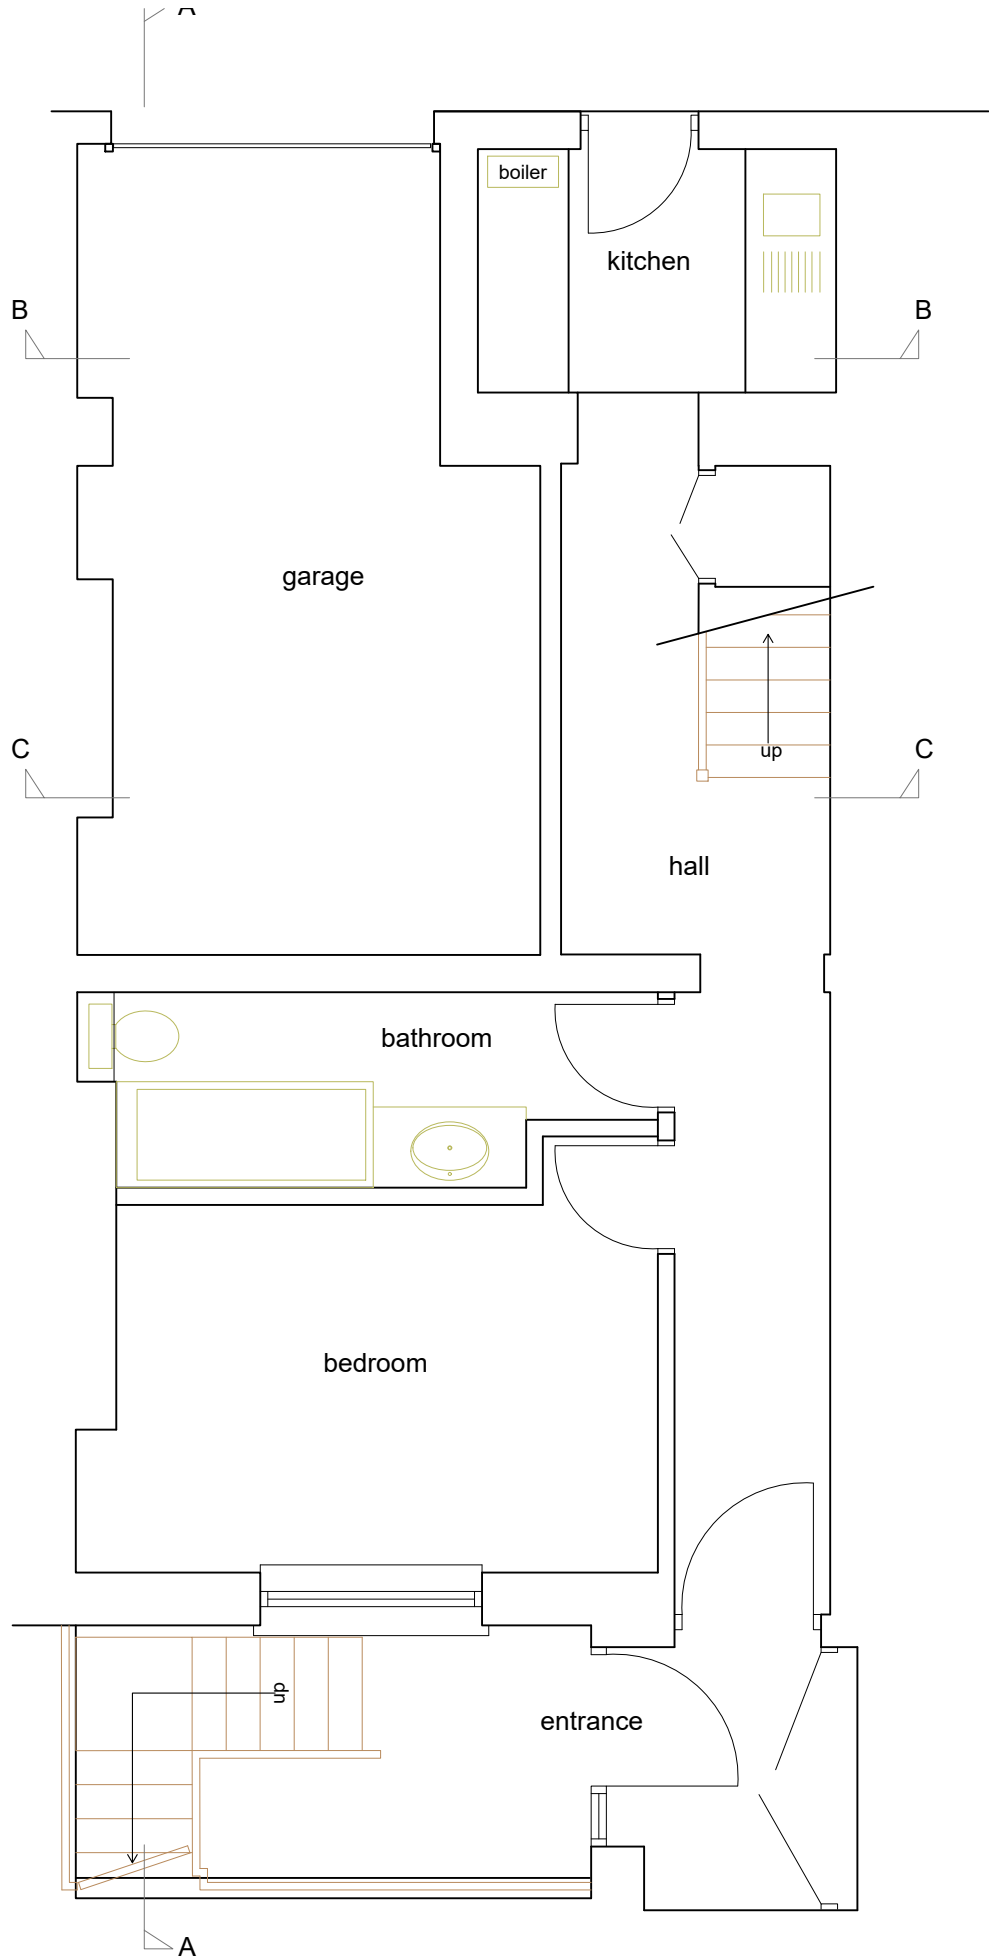 A
boiler
kitchen
B
B
garage
up
C
C
hall
bathroom
bedroom
up
entrance
A